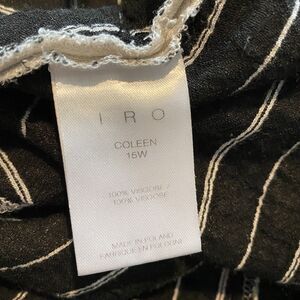 IRO
COLEEN
16W
100% VISCOSE /
100% VISCOSE
MADE IN POLAND
FABRIQUE EN POLOGNE